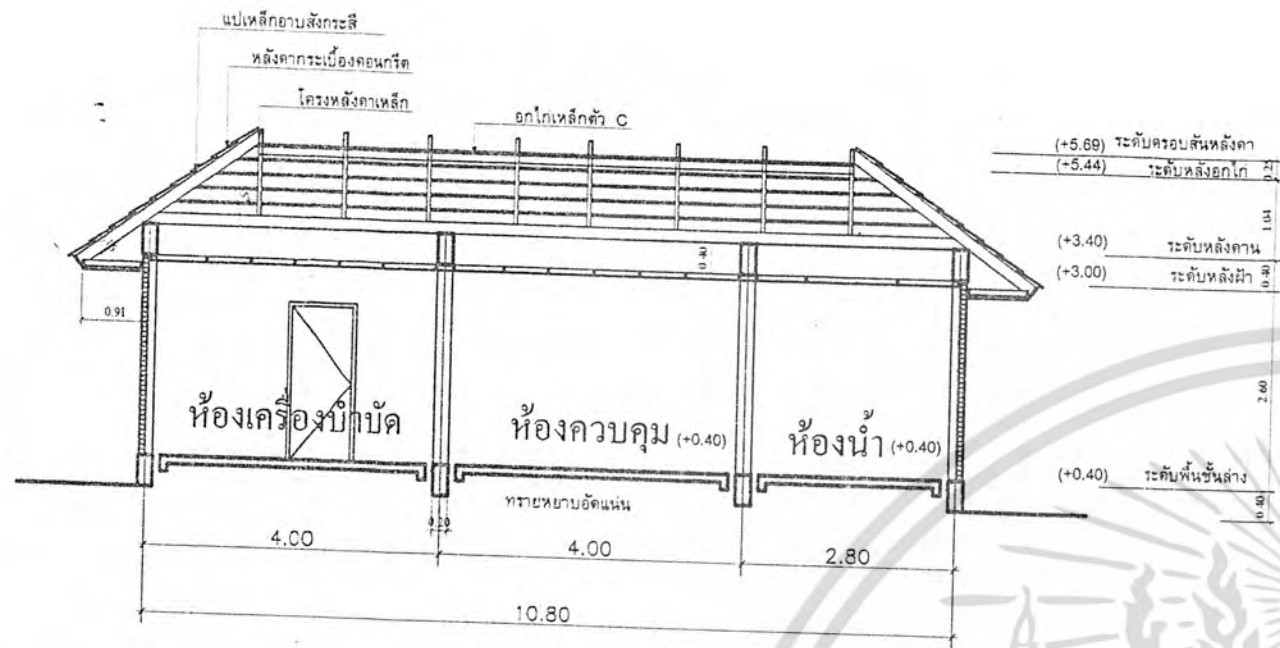 แปเหล็กอาบสังกะสี
หลังคากระเบื้องคอนกรีต
โครงหลังคาเหล็ก
อกไก่เหล็กตัว C
(+5.69) ระดับครอบสันหลังคา
(+5.44) ระดับหลังอกไก่
0.25
1.04
(+3.40) ระดับหลังคาน
0.40
0.40
(+3.00) ระดับหลังฝ้า
0.91
2.60
ห้องเครื่องบำบัด
ห้องควบคุม (+0.40)
ห้องน้ำ (+0.40)
(+0.40) ระดับพื้นชั้นล่าง
0.40
ทรายหยาบอัดแน่น
0.20
4.00
4.00
2.80
10.80